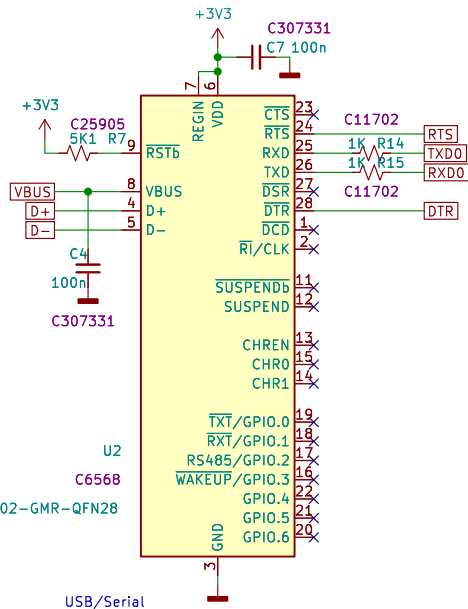 +3V3
C307331
C7 100n
7
6
REGIN
VDD
+3V3
C25905
5K1 R7
9
RSTb
VBUS
8
VBUS
D+
4
D+
D-
5
D-
C4
100n
C307331
CTS
23
C11702
RTS
24
RTS
RXD
25
1K R14
TXD0
TXD
26
1K R15
RXD0
DSR
27
C11702
DTR
28
DTR
DCD
1
RI/CLK
2
SUSPENDb
11
SUSPEND
12
CHREN
13
CHR0
15
CHR1
14
TXT/GPIO.0
19
RXT/GPIO.1
18
RS485/GPIO.2
17
WAKEUP/GPIO.3
16
GPIO.4
22
GPIO.5
21
GPIO.6
20
U2
C6568
02-GMR-QFN28
GND
3
USB/Serial